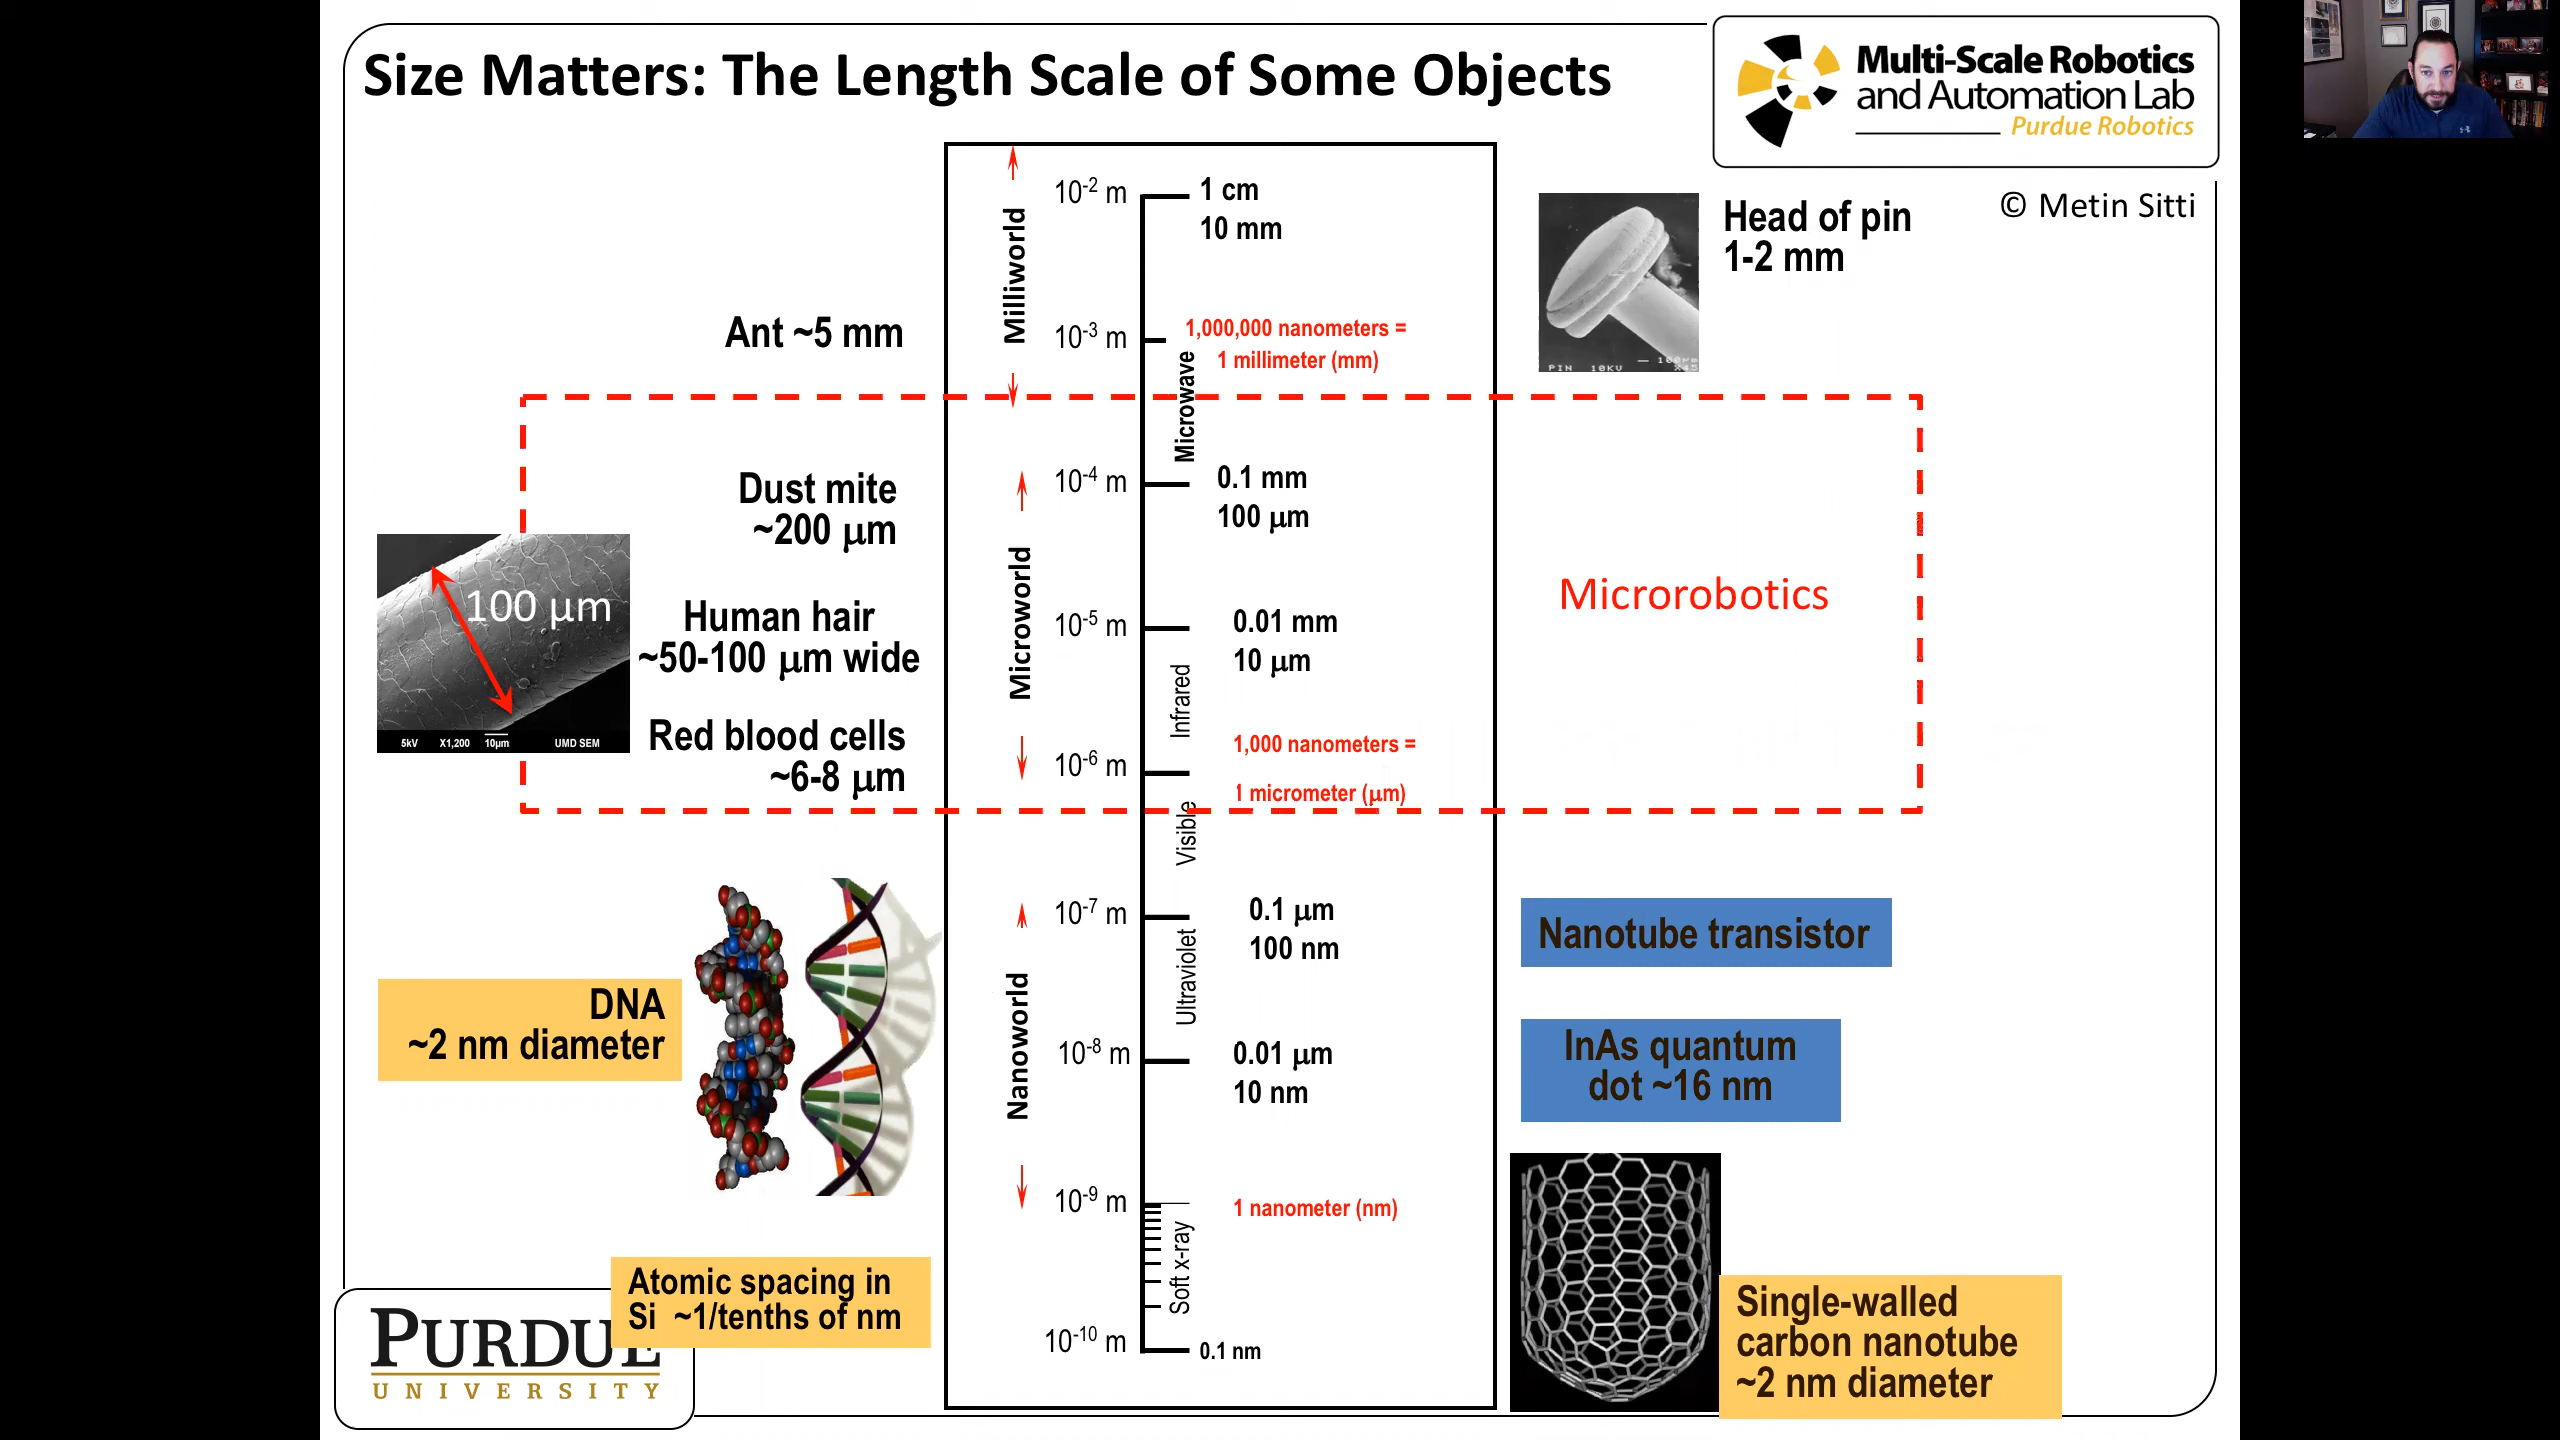 Size Matters: The Length Scale of Some Objects
Multi-Scale Robotics
and Automation Lab
Purdue Robotics
© Metin Sitti
Head of pin
1-2 mm
PIN 10KV
100µm
X45
Ant ~5 mm
Dust mite
~200 µm
100 µm
5kV X1,200 10µm UMD SEM
Human hair
~50-100 µm wide
Red blood cells
~6-8 µm
DNA
~2 nm diameter
Atomic spacing in
Si ~1/tenths of nm
PURDUE
UNIVERSITY
Milliworld
Microworld
Nanoworld
10-2 m
1 cm
10 mm
10-3 m
1,000,000 nanometers =
1 millimeter (mm)
Microwave
10-4 m
0.1 mm
100 µm
10-5 m
0.01 mm
10 µm
Infrared
10-6 m
1,000 nanometers =
1 micrometer (µm)
Visible
10-7 m
0.1 µm
100 nm
Ultraviolet
10-8 m
0.01 µm
10 nm
10-9 m
1 nanometer (nm)
Soft x-ray
10-10 m
0.1 nm
Microrobotics
Nanotube transistor
InAs quantum
dot ~16 nm
Single-walled
carbon nanotube
~2 nm diameter